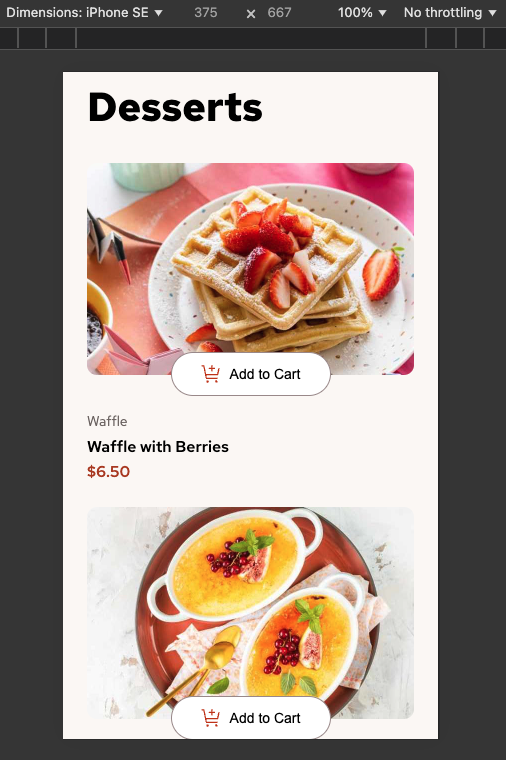 Dimensions: iPhone SE ▼ 375 × 667 100% ▼ No throttling ▼
Desserts
Add to Cart
Waffle
Waffle with Berries
$6.50
Add to Cart